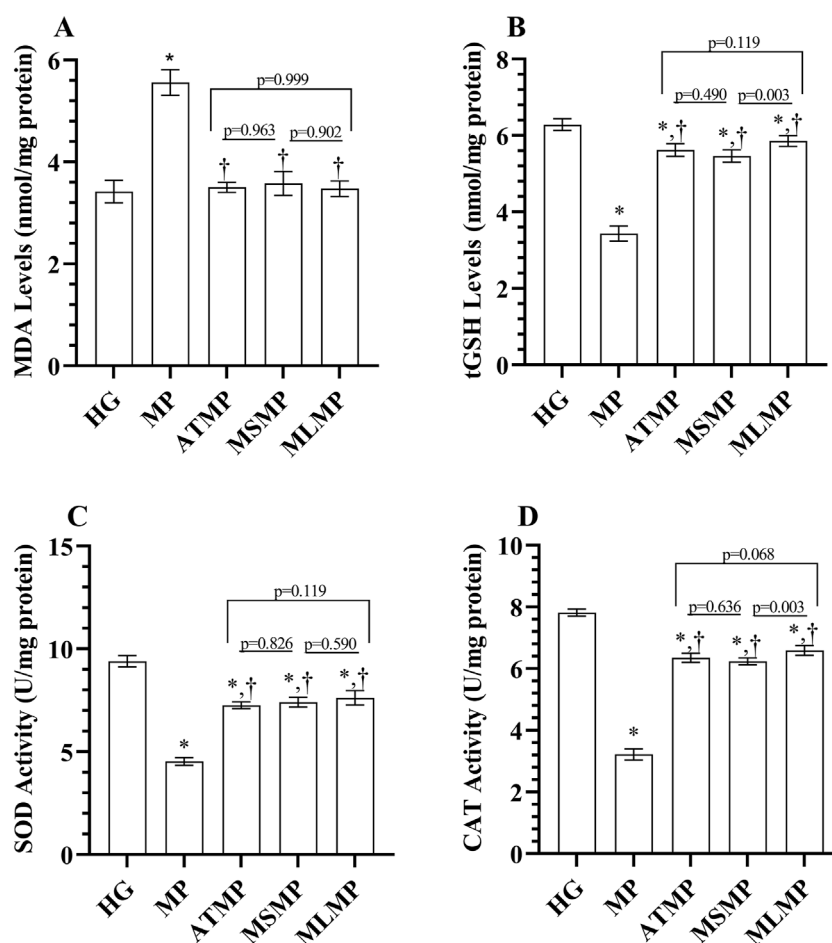 A
MDA Levels (nmol/mg protein)
6
4
2
0
*
p=0.999
p=0.963
p=0.902
†
†
†
HG
MP
ATMP
MSMP
MLMP
B
tGSH Levels (nmol/mg protein)
8
6
4
2
0
p=0.119
p=0.490
p=0.003
*
*,†
*,†
*,†
HG
MP
ATMP
MSMP
MLMP
C
SOD Activity (U/mg protein)
15
10
5
0
p=0.119
p=0.826
p=0.590
*
*,†
*,†
*,†
HG
MP
ATMP
MSMP
MLMP
D
CAT Activity (U/mg protein)
10
8
6
4
2
0
p=0.068
p=0.636
p=0.003
*
*,†
*,†
*,†
HG
MP
ATMP
MSMP
MLMP